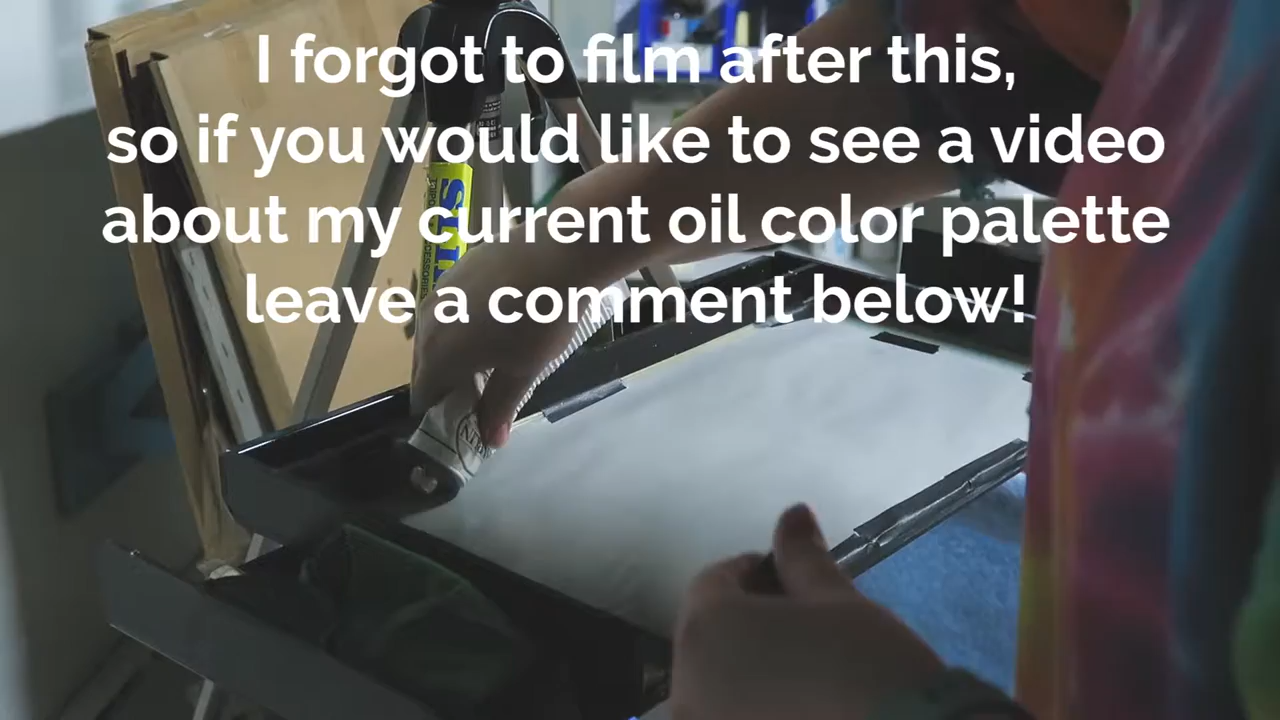 I forgot to film after this,
so if you would like to see a video
about my current oil color palette
leave a comment below!